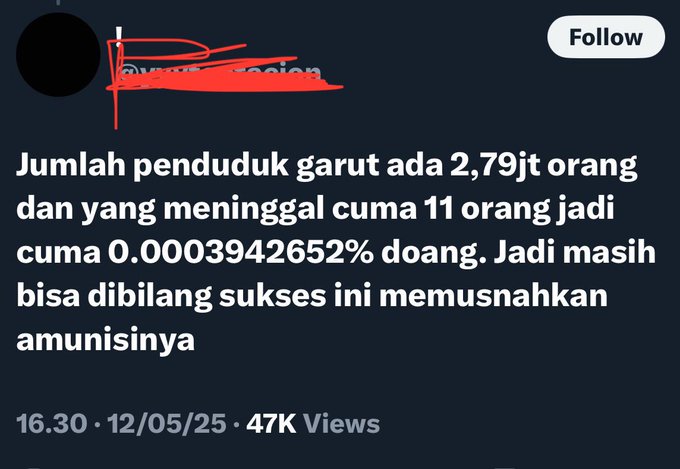 !
Follow
Jumlah penduduk garut ada 2,79jt orang
dan yang meninggal cuma 11 orang jadi
cuma 0.0003942652% doang. Jadi masih
bisa dibilang sukses ini memusnahkan
amunisinya
16.30 · 12/05/25 · 47K Views